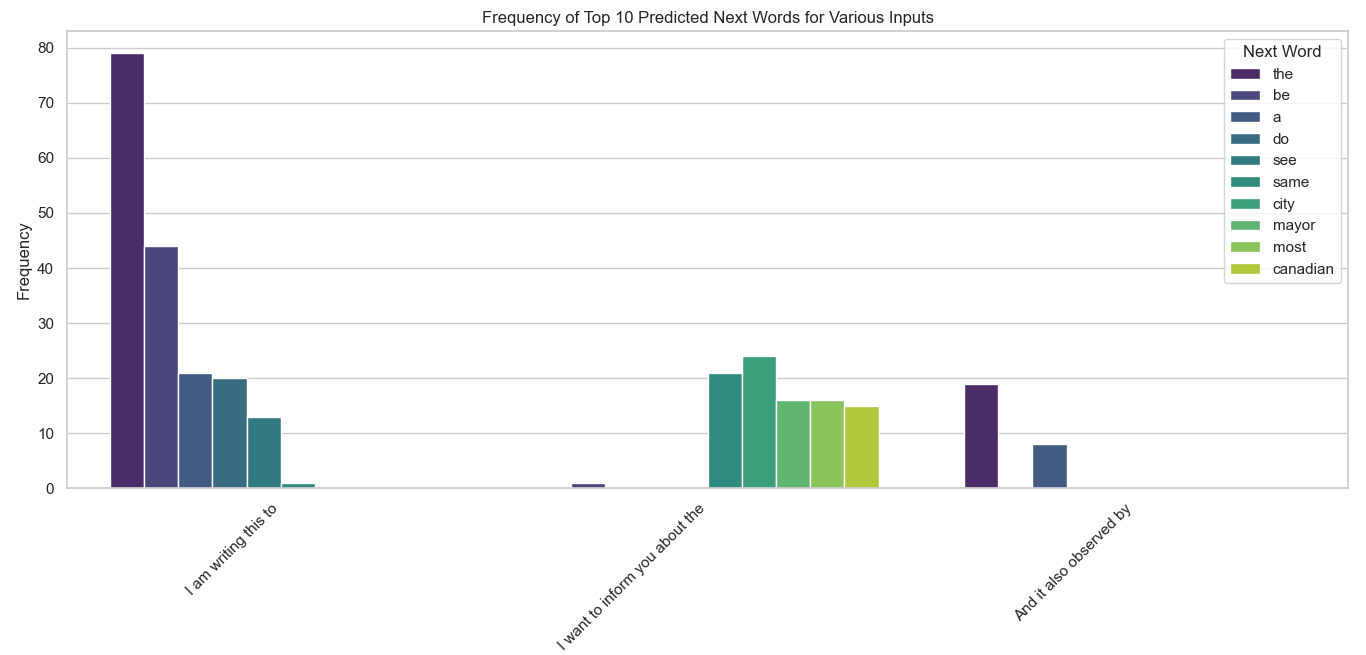 Frequency of Top 10 Predicted Next Words for Various Inputs
Frequency
80
70
60
50
40
30
20
10
0
I am writing this to
I want to inform you about the
And it also observed by
Next Word
the
be
a
do
see
same
city
mayor
most
canadian